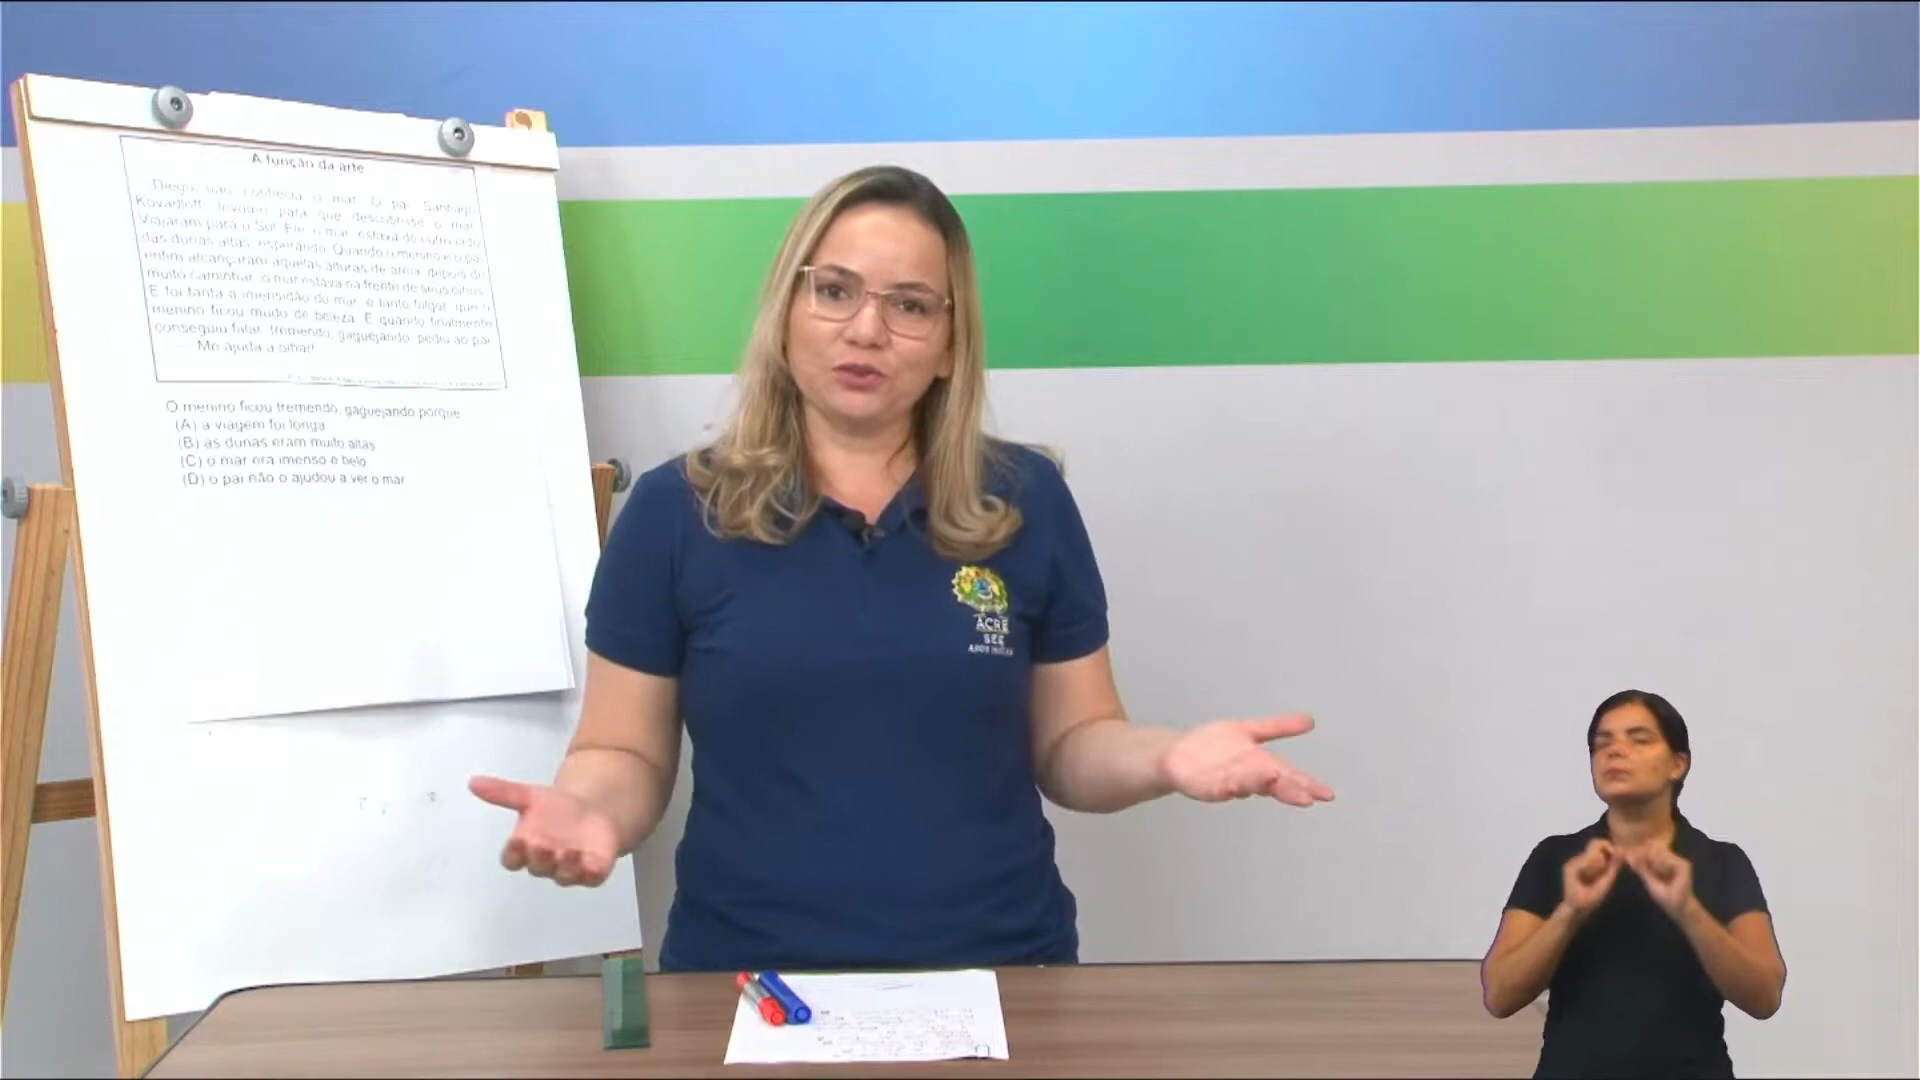 A função da arte
Diego não conhecia o mar. O pai, Santiago
Kovadloff, levou-o para que descobrisse o mar.
Viajaram para o Sul. Ele, o mar, estava do outro lado
das dunas altas, esperando. Quando o menino e o pai
enfim alcançaram aquelas alturas de areia, depois de
muito caminhar, o mar estava na frente de seus olhos.
E foi tanta a imensidão do mar, e tanto fulgor, que o
menino ficou mudo de beleza. E quando finalmente
conseguiu falar, tremendo, gaguejando, pediu ao pai:
— Me ajuda a olhar!
O menino ficou tremendo, gaguejando porque
(A) a viagem foi longa
(B) as dunas eram muito altas
(C) o mar era imenso e belo
(D) o pai não o ajudou a ver o mar
ACRE
SEE